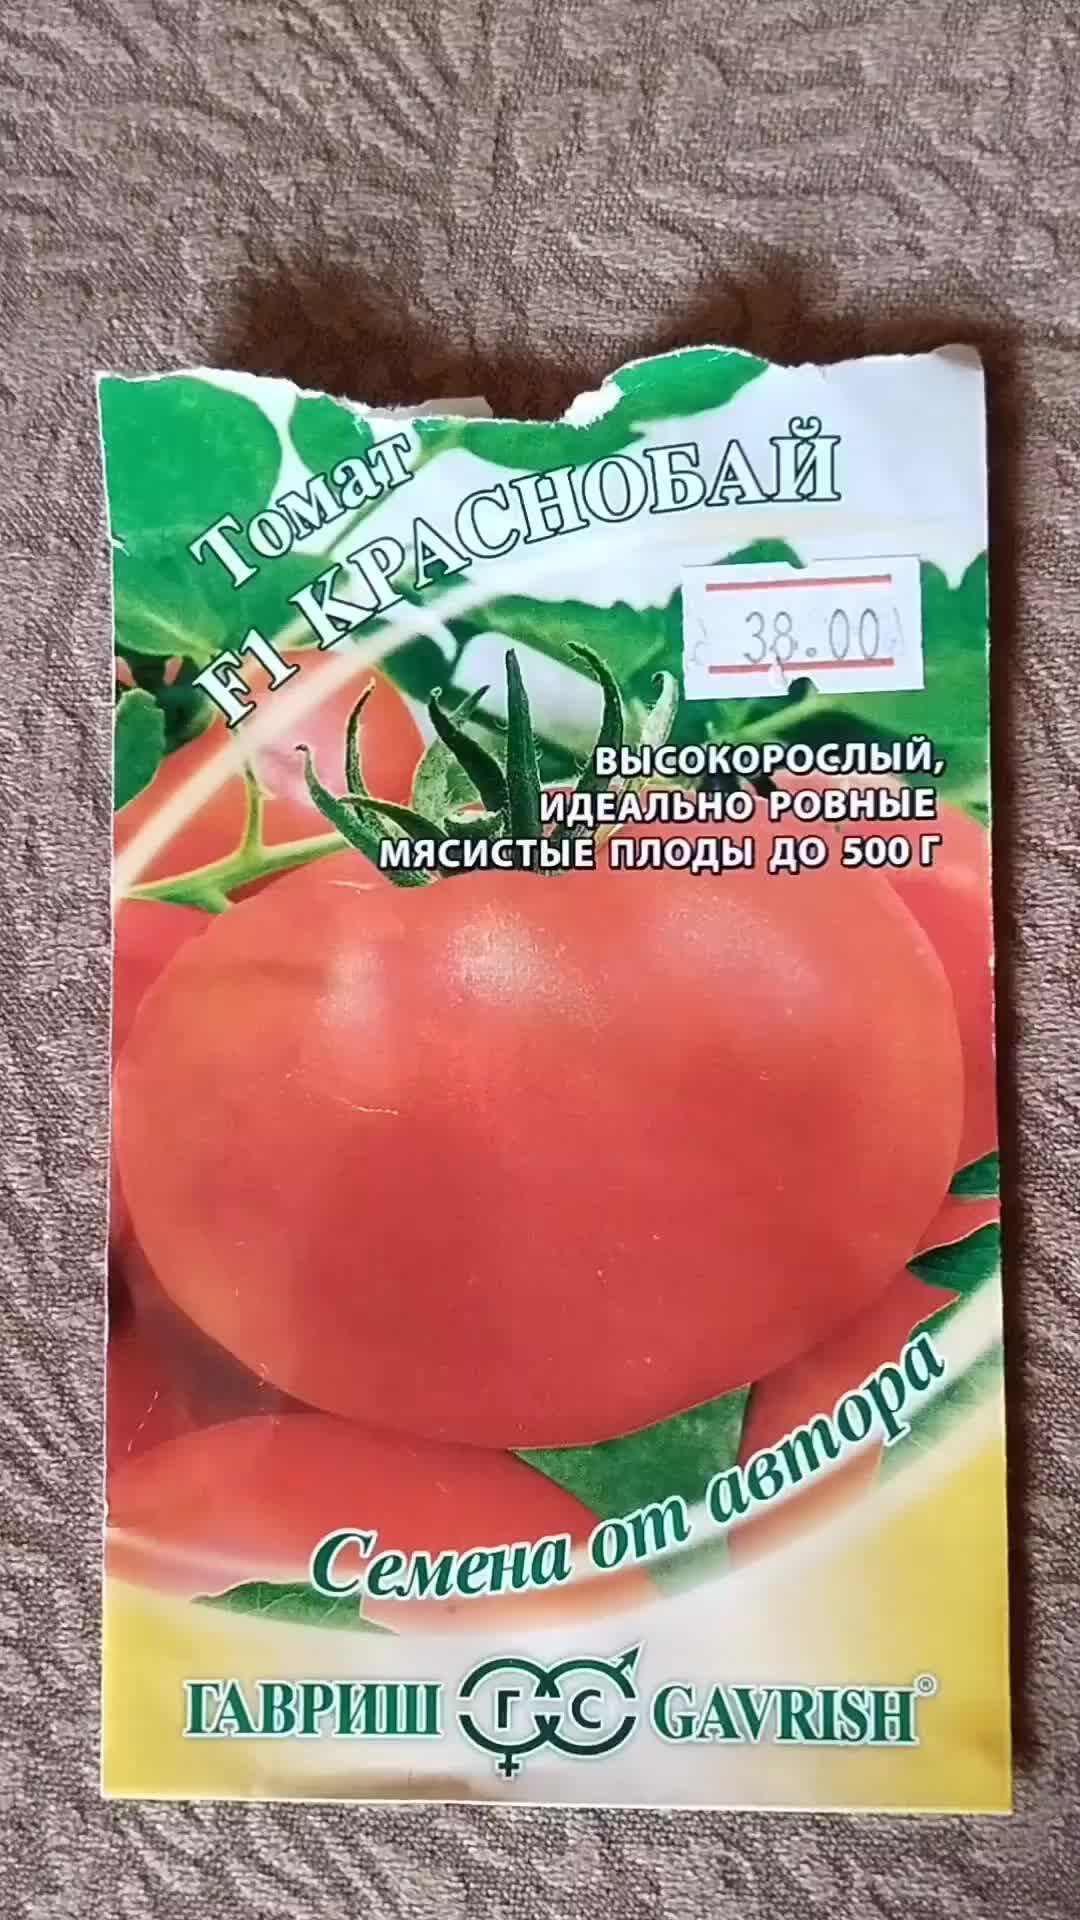 Томат
F1 КРАСНОБАЙ
38.00
ВЫСОКОРОСЛЫЙ,
ИДЕАЛЬНО РОВНЫЕ
МЯСИСТЫЕ ПЛОДЫ ДО 500 Г
Семена от автора
ГАВРИШ ГС GAVRISH®